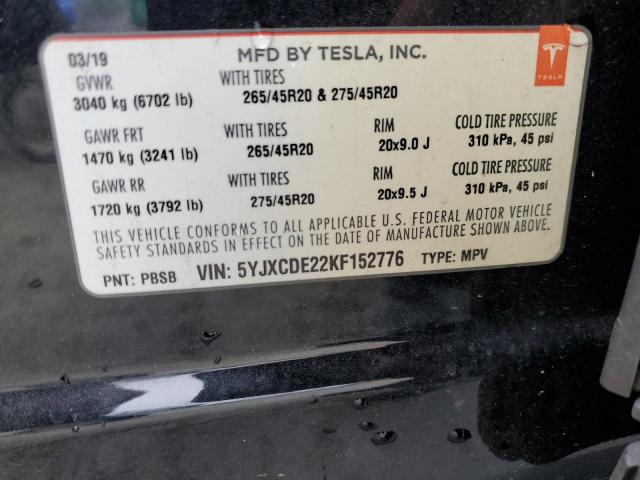 03/19 MFD BY TESLA, INC.
TESLA
GVWR WITH TIRES
3040 kg (6702 lb) 265/45R20 & 275/45R20
GAWR FRT WITH TIRES RIM COLD TIRE PRESSURE
1470 kg (3241 lb) 265/45R20 20x9.0 J 310 kPa, 45 psi
GAWR RR WITH TIRES RIM COLD TIRE PRESSURE
1720 kg (3792 lb) 275/45R20 20x9.5 J 310 kPa, 45 psi
THIS VEHICLE CONFORMS TO ALL APPLICABLE U.S. FEDERAL MOTOR VEHICLE
SAFETY STANDARDS IN EFFECT ON THE DATE OF MANUFACTURE SHOWN ABOVE.
PNT: PBSB VIN: 5YJXCDE22KF152776 TYPE: MPV